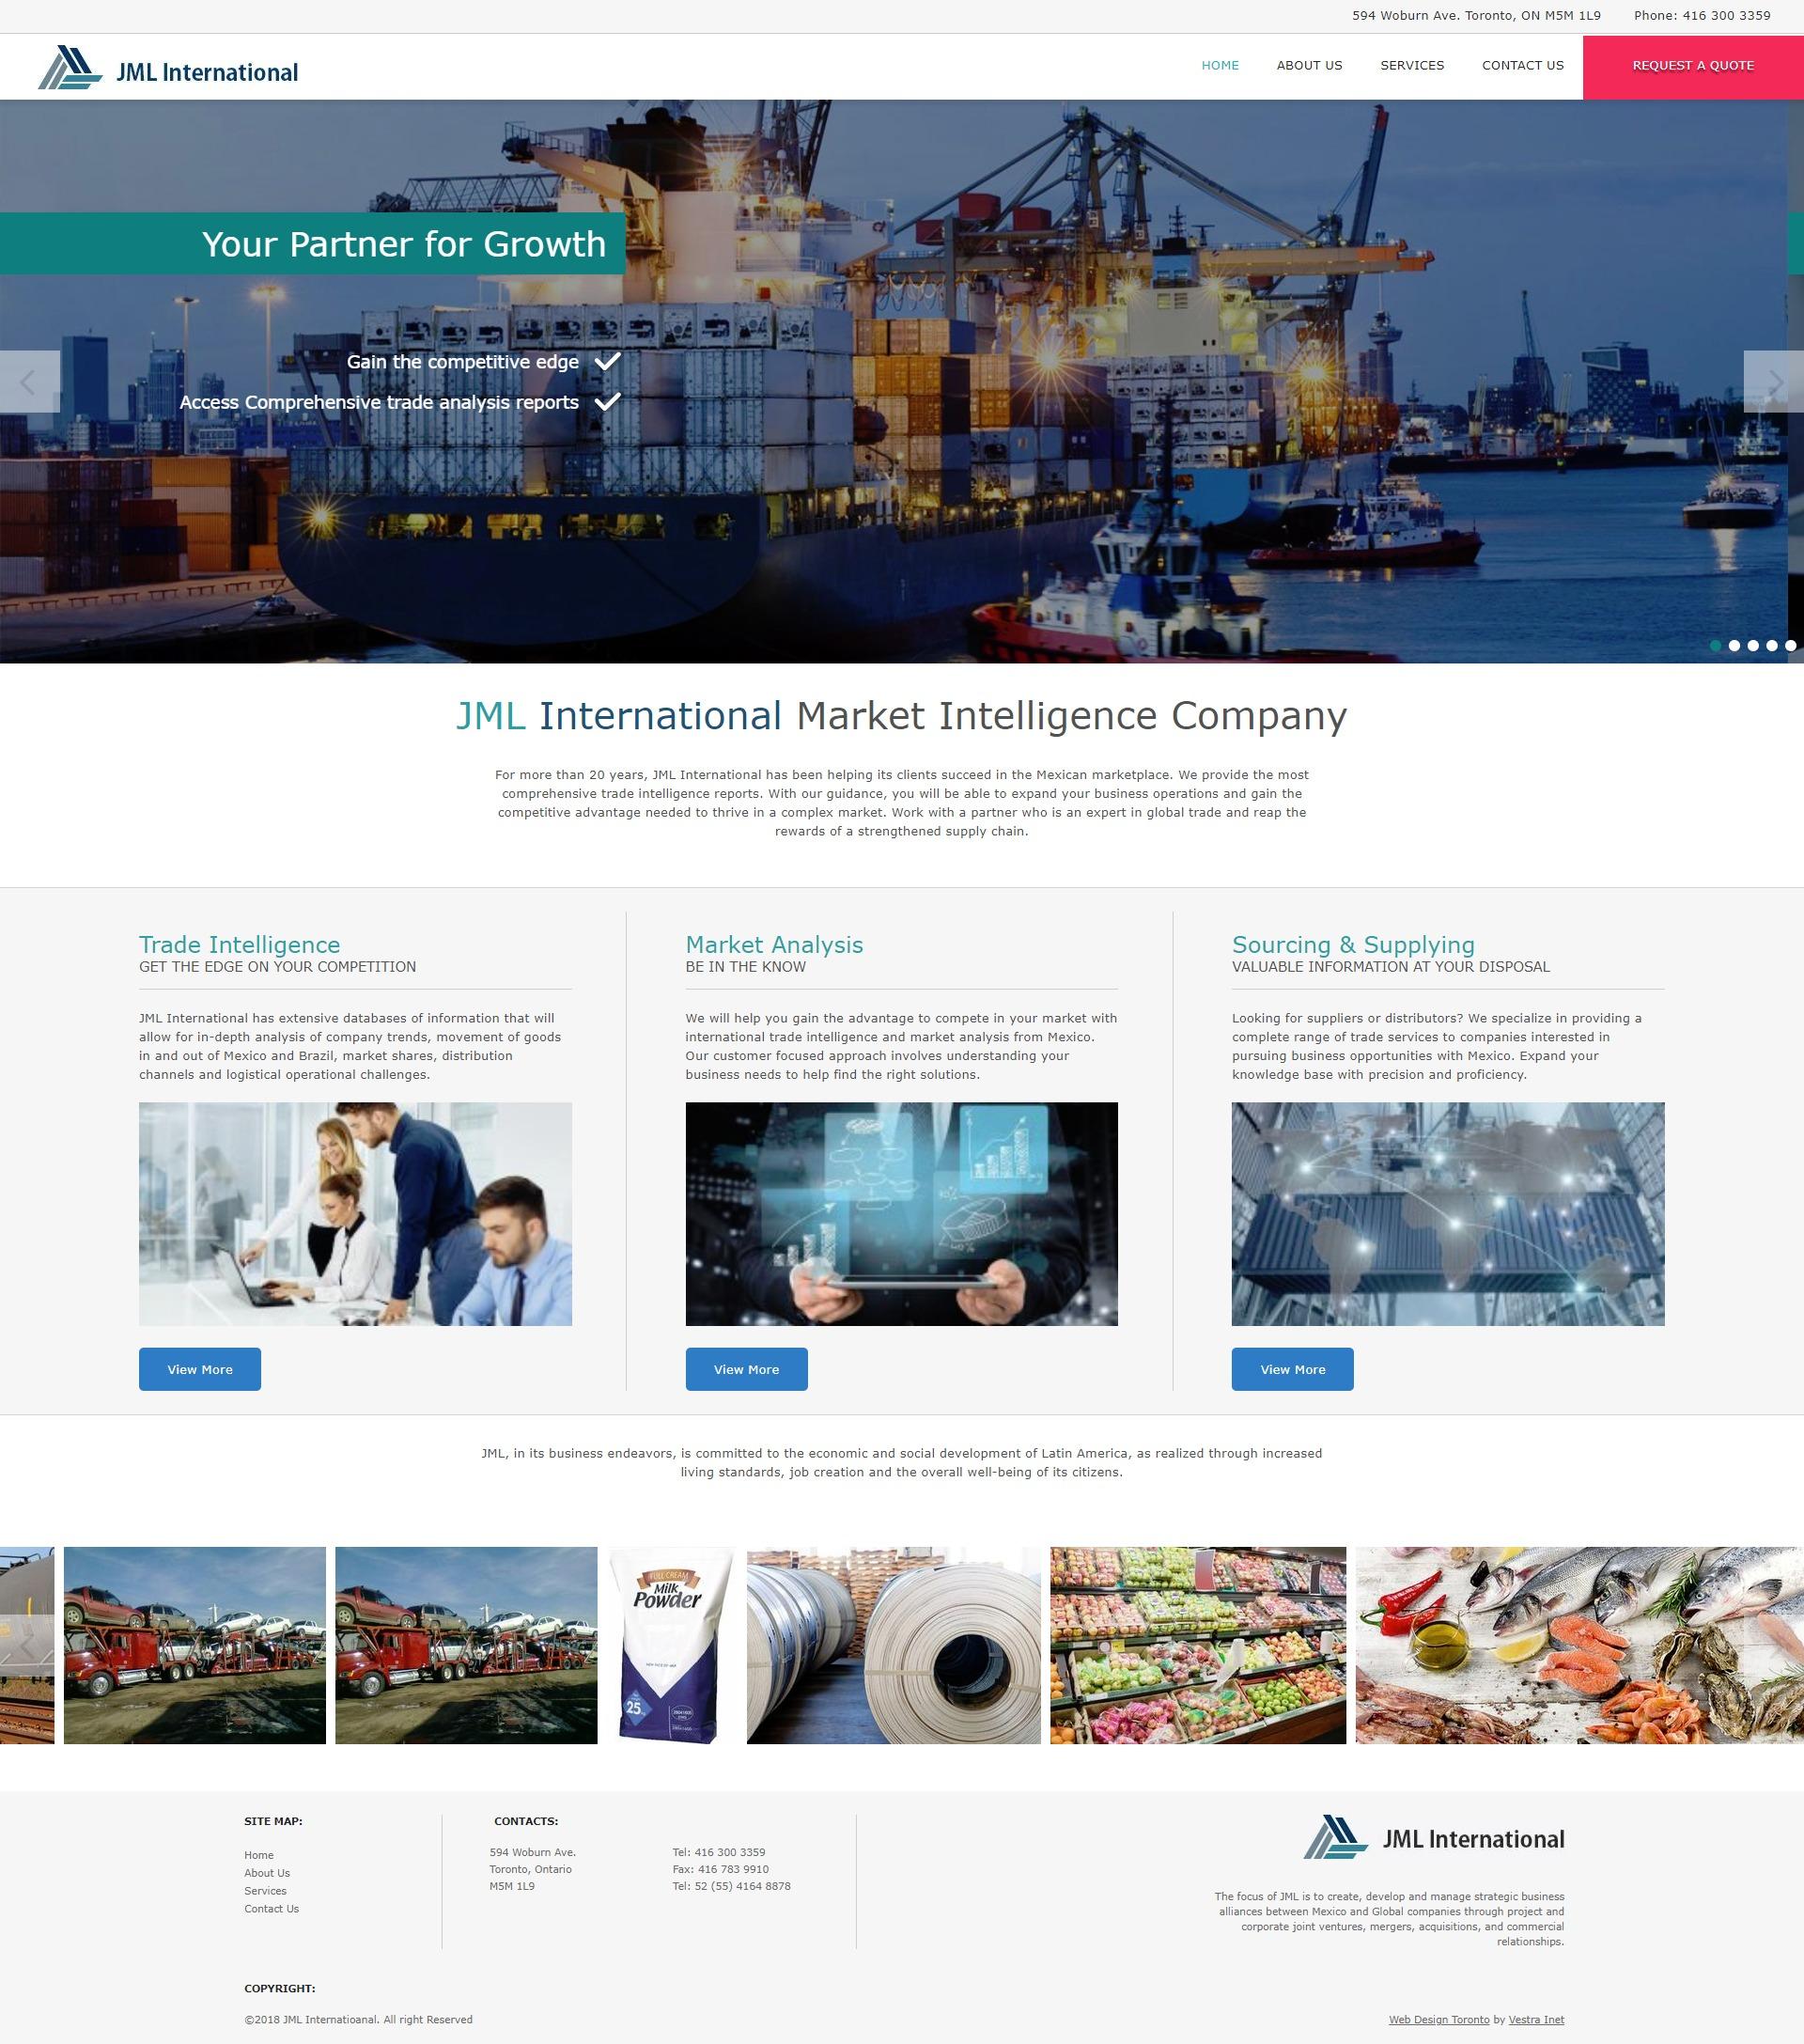 594 Woburn Ave. Toronto, ON M5M 1L9 Phone: 416 300 3359
JML International
HOME ABOUT US SERVICES CONTACT US REQUEST A QUOTE
Your Partner for Growth
Gain the competitive edge
Access Comprehensive trade analysis reports
JML International Market Intelligence Company
For more than 20 years, JML International has been helping its clients succeed in the Mexican marketplace. We provide the most
comprehensive trade intelligence reports. With our guidance, you will be able to expand your business operations and gain the
competitive advantage needed to thrive in a complex market. Work with a partner who is an expert in global trade and reap the
rewards of a strengthened supply chain.
Trade Intelligence
GET THE EDGE ON YOUR COMPETITION
JML International has extensive databases of information that will
allow for in-depth analysis of company trends, movement of goods
in and out of Mexico and Brazil, market shares, distribution
channels and logistical operational challenges.
View More
Market Analysis
BE IN THE KNOW
We will help you gain the advantage to compete in your market with
international trade intelligence and market analysis from Mexico.
Our customer focused approach involves understanding your
business needs to help find the right solutions.
View More
Sourcing & Supplying
VALUABLE INFORMATION AT YOUR DISPOSAL
Looking for suppliers or distributors? We specialize in providing a
complete range of trade services to companies interested in
pursuing business opportunities with Mexico. Expand your
knowledge base with precision and proficiency.
View More
JML, in its business endeavors, is committed to the economic and social development of Latin America, as realized through increased
living standards, job creation and the overall well-being of its citizens.
FULL CREAM
Milk
Powder
25
SITE MAP:
Home
About Us
Services
Contact Us
CONTACTS:
594 Woburn Ave.
Toronto, Ontario
M5M 1L9
Tel: 416 300 3359
Fax: 416 783 9910
Tel: 52 (55) 4164 8878
JML International
The focus of JML is to create, develop and manage strategic business
alliances between Mexico and Global companies through project and
corporate joint ventures, mergers, acquisitions, and commercial
relationships.
COPYRIGHT:
©2018 JML Internatioanal. All right Reserved
Web Design Toronto by Vestra Inet